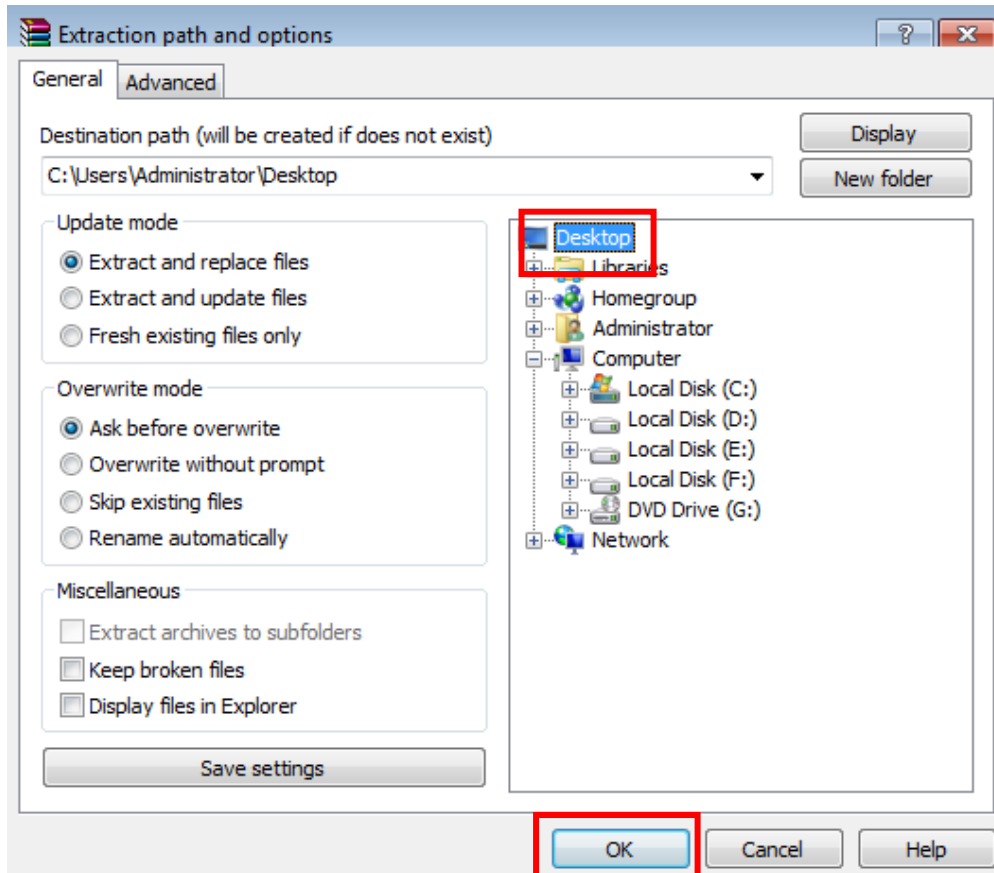 Extraction path and options
General
Advanced
Destination path (will be created if does not exist)
Display
C:\Users\Administrator\Desktop
New folder
Update mode
Extract and replace files
Extract and update files
Fresh existing files only
Overwrite mode
Ask before overwrite
Overwrite without prompt
Skip existing files
Rename automatically
Miscellaneous
Extract archives to subfolders
Keep broken files
Display files in Explorer
Save settings
Desktop
Libraries
Homegroup
Administrator
Computer
Local Disk (C:)
Local Disk (D:)
Local Disk (E:)
Local Disk (F:)
DVD Drive (G:)
Network
OK
Cancel
Help